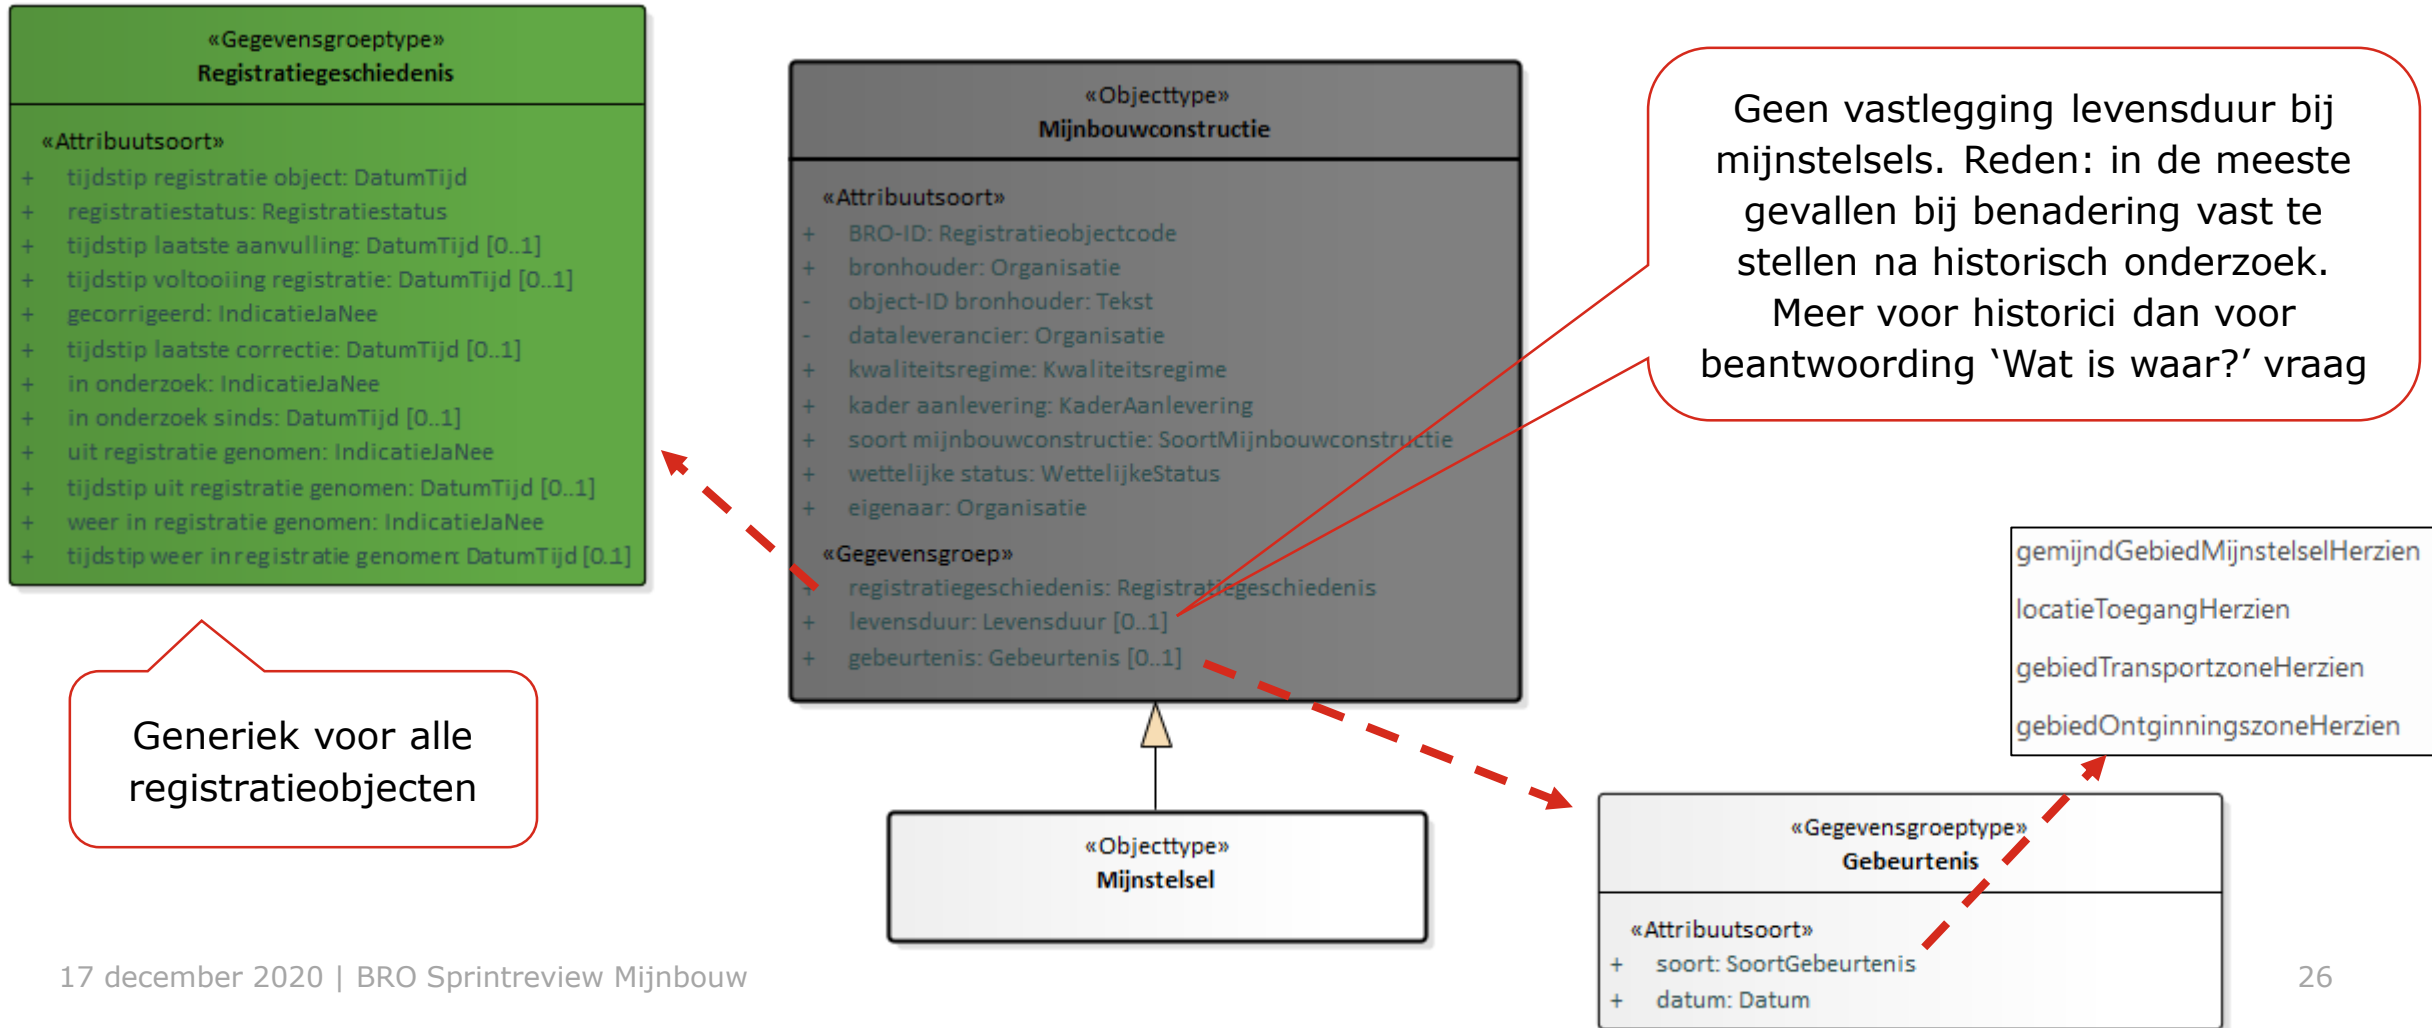 «Gegevensgroeptype»
Registratiegeschiedenis
«Attribuutsoort»
+ tijdstip registratie object: DatumTijd
+ registratiestatus: Registratiestatus
+ tijdstip laatste aanvulling: DatumTijd [0..1]
+ tijdstip voltooiing registratie: DatumTijd [0..1]
+ gecorrigeerd: IndicatieJaNee
+ tijdstip laatste correctie: DatumTijd [0..1]
+ in onderzoek: IndicatieJaNee
+ in onderzoek sinds: DatumTijd [0..1]
+ uit registratie genomen: IndicatieJaNee
+ tijdstip uit registratie genomen: DatumTijd [0..1]
+ weer in registratie genomen: IndicatieJaNee
+ tijdstip weer in registratie genomen: DatumTijd [0.1]
Generiek voor alle
registratieobjecten
«Objecttype»
Mijnbouwconstructie
«Attribuutsoort»
+ BRO-ID: Registratieobjectcode
+ bronhouder: Organisatie
- object-ID bronhouder: Tekst
- dataleverancier: Organisatie
+ kwaliteitsregime: Kwaliteitsregime
+ kader aanlevering: KaderAanlevering
+ soort mijnbouwconstructie: SoortMijnbouwconstructie
+ wettelijke status: WettelijkeStatus
+ eigenaar: Organisatie
«Gegevensgroep»
+ registratiegeschiedenis: Registratiegeschiedenis
+ levensduur: Levensduur [0..1]
+ gebeurtenis: Gebeurtenis [0..1]
«Objecttype»
Mijnstelsel
Geen vastlegging levensduur bij
mijnstelsels. Reden: in de meeste
gevallen bij benadering vast te
stellen na historisch onderzoek.
Meer voor historici dan voor
beantwoording ‘Wat is waar?’ vraag
gemijndGebiedMijnstelselHerzien
locatieToegangHerzien
gebiedTransportzoneHerzien
gebiedOntginningszoneHerzien
«Gegevensgroeptype»
Gebeurtenis
«Attribuutsoort»
+ soort: SoortGebeurtenis
+ datum: Datum
17 december 2020 | BRO Sprintreview Mijnbouw
26